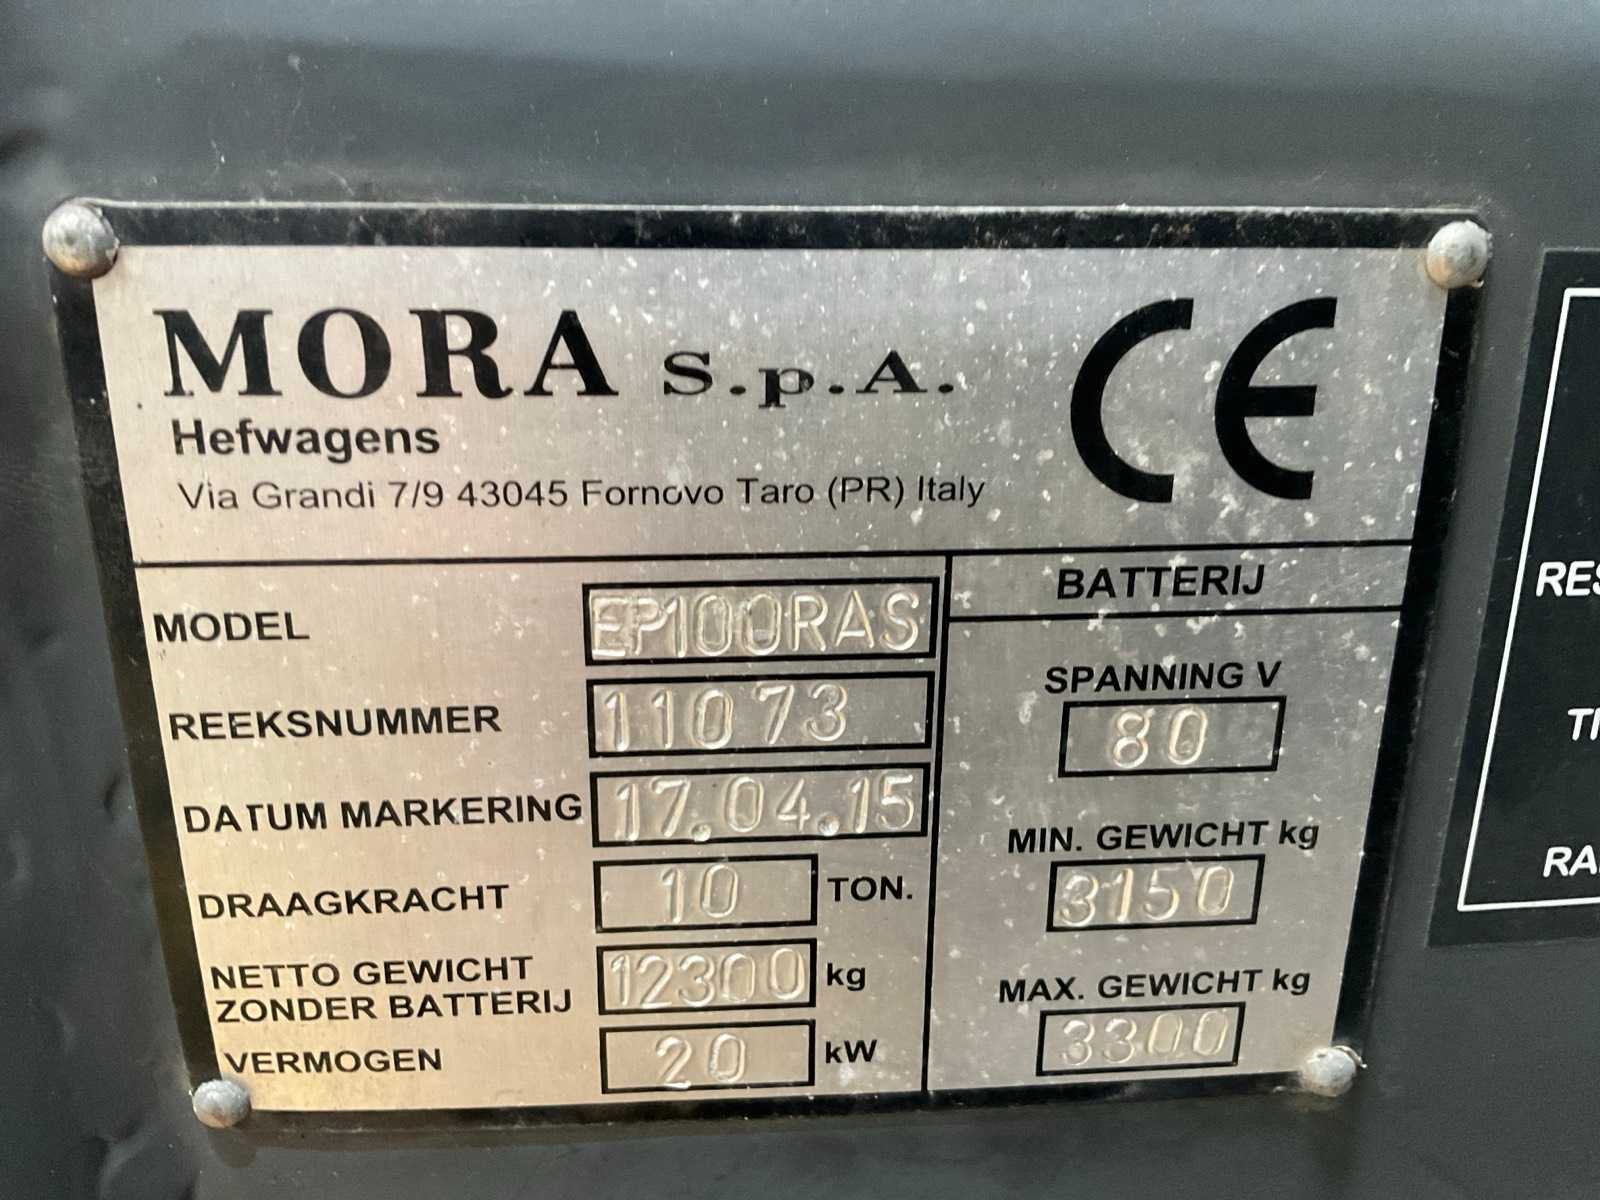 MORA S.p.A.
CE
Hefwagens
Via Grandi 7/9 43045 Fornovo Taro (PR) Italy
MODEL EP100RAS
REEKSNUMMER 11073
DATUM MARKERING 17.04.15
DRAAGKRACHT 10 TON.
NETTO GEWICHT
ZONDER BATTERIJ 12300 kg
VERMOGEN 20 kW
BATTERIJ
SPANNING V
80
MIN. GEWICHT kg
3150
MAX. GEWICHT kg
3300